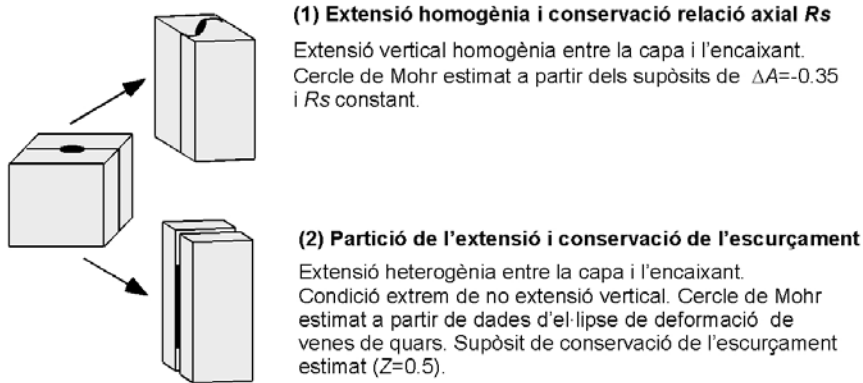 (1) Extensió homogènia i conservació relació axial Rs
Extensió vertical homogènia entre la capa i l'encaixant.
Cercle de Mohr estimat a partir dels supòsits de ΔA=-0.35
i Rs constant.
(2) Partició de l'extensió i conservació de l'escurçament
Extensió heterogènia entre la capa i l'encaixant.
Condició extrem de no extensió vertical. Cercle de Mohr
estimat a partir de dades d'el·lipse de deformació de
venes de quars. Supòsit de conservació de l'escurçament
estimat (Z=0.5).